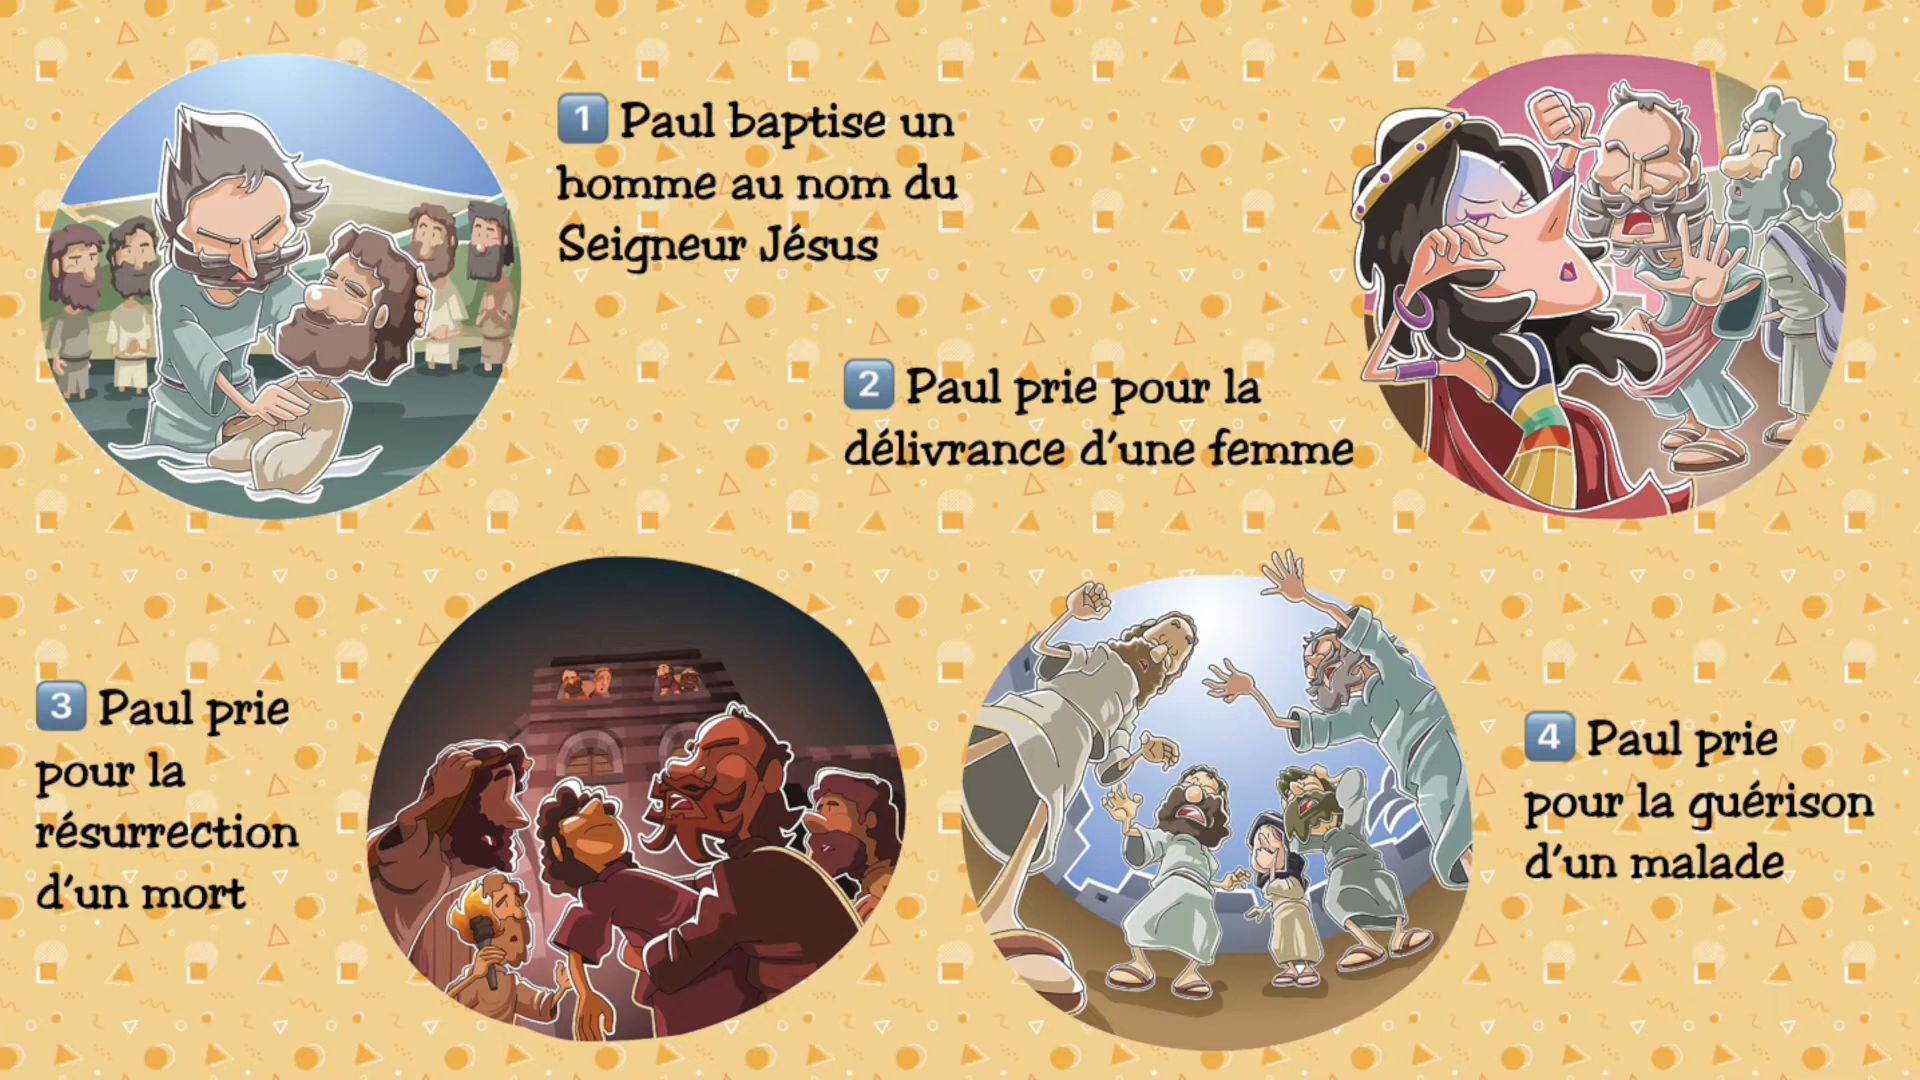 1 Paul baptise un
homme au nom du
Seigneur Jésus
2 Paul prie pour la
délivrance d'une femme
3 Paul prie
pour la
résurrection
d'un mort
4 Paul prie
pour la guérison
d'un malade